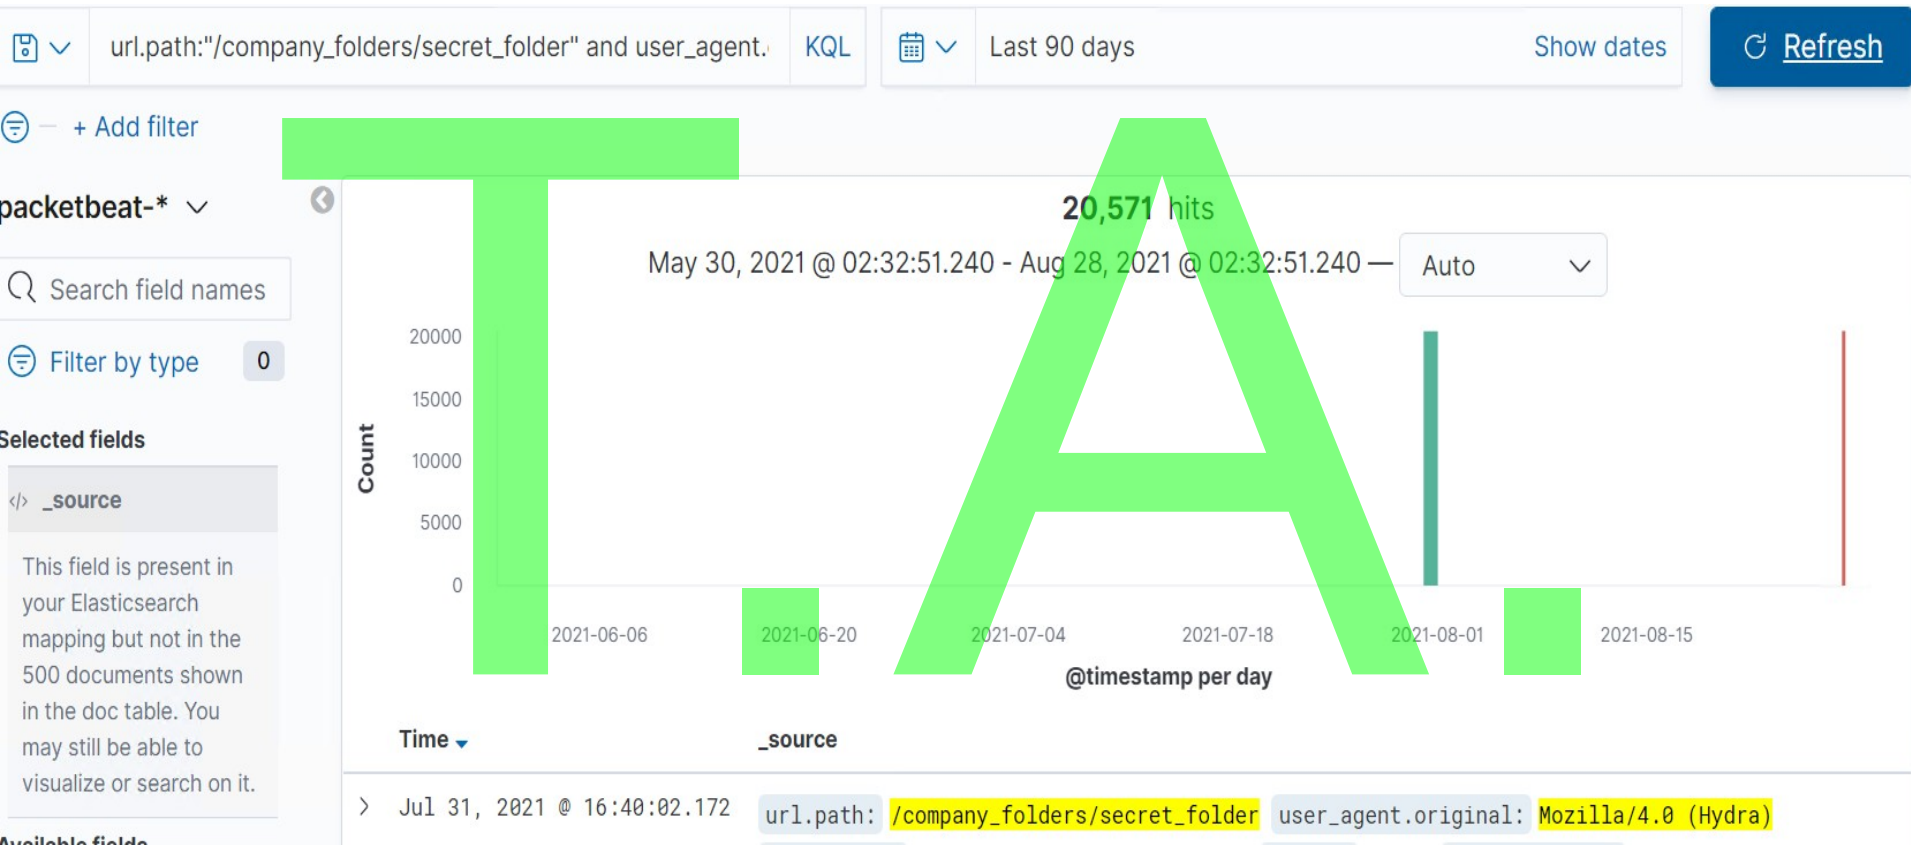 url.path:"/company_folders/secret_folder" and user_agent. KQL Last 90 days Show dates Refresh
+ Add filter
packetbeat-*
20,571 hits
May 30, 2021 @ 02:32:51.240 - Aug 28, 2021 @ 02:32:51.240 — Auto
Search field names
Filter by type 0
Selected fields
</> _source
This field is present in
your Elasticsearch
mapping but not in the
500 documents shown
in the doc table. You
may still be able to
visualize or search on it.
Available fields
Count
20000
15000
10000
5000
0
2021-06-06 2021-06-20 2021-07-04 2021-07-18 2021-08-01 2021-08-15
@timestamp per day
T.A.
Time _source
Jul 31, 2021 @ 16:40:02.172 url.path: /company_folders/secret_folder user_agent.original: Mozilla/4.0 (Hydra)